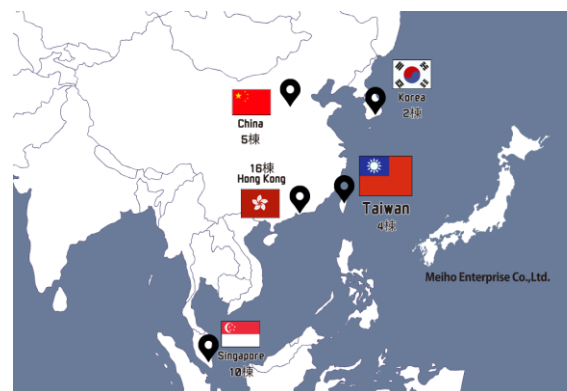 Korea
2棟
China
5棟
16棟
Hong Kong
Taiwan
4棟
Meiho Enterprise Co.,Ltd.
Singapore
10棟